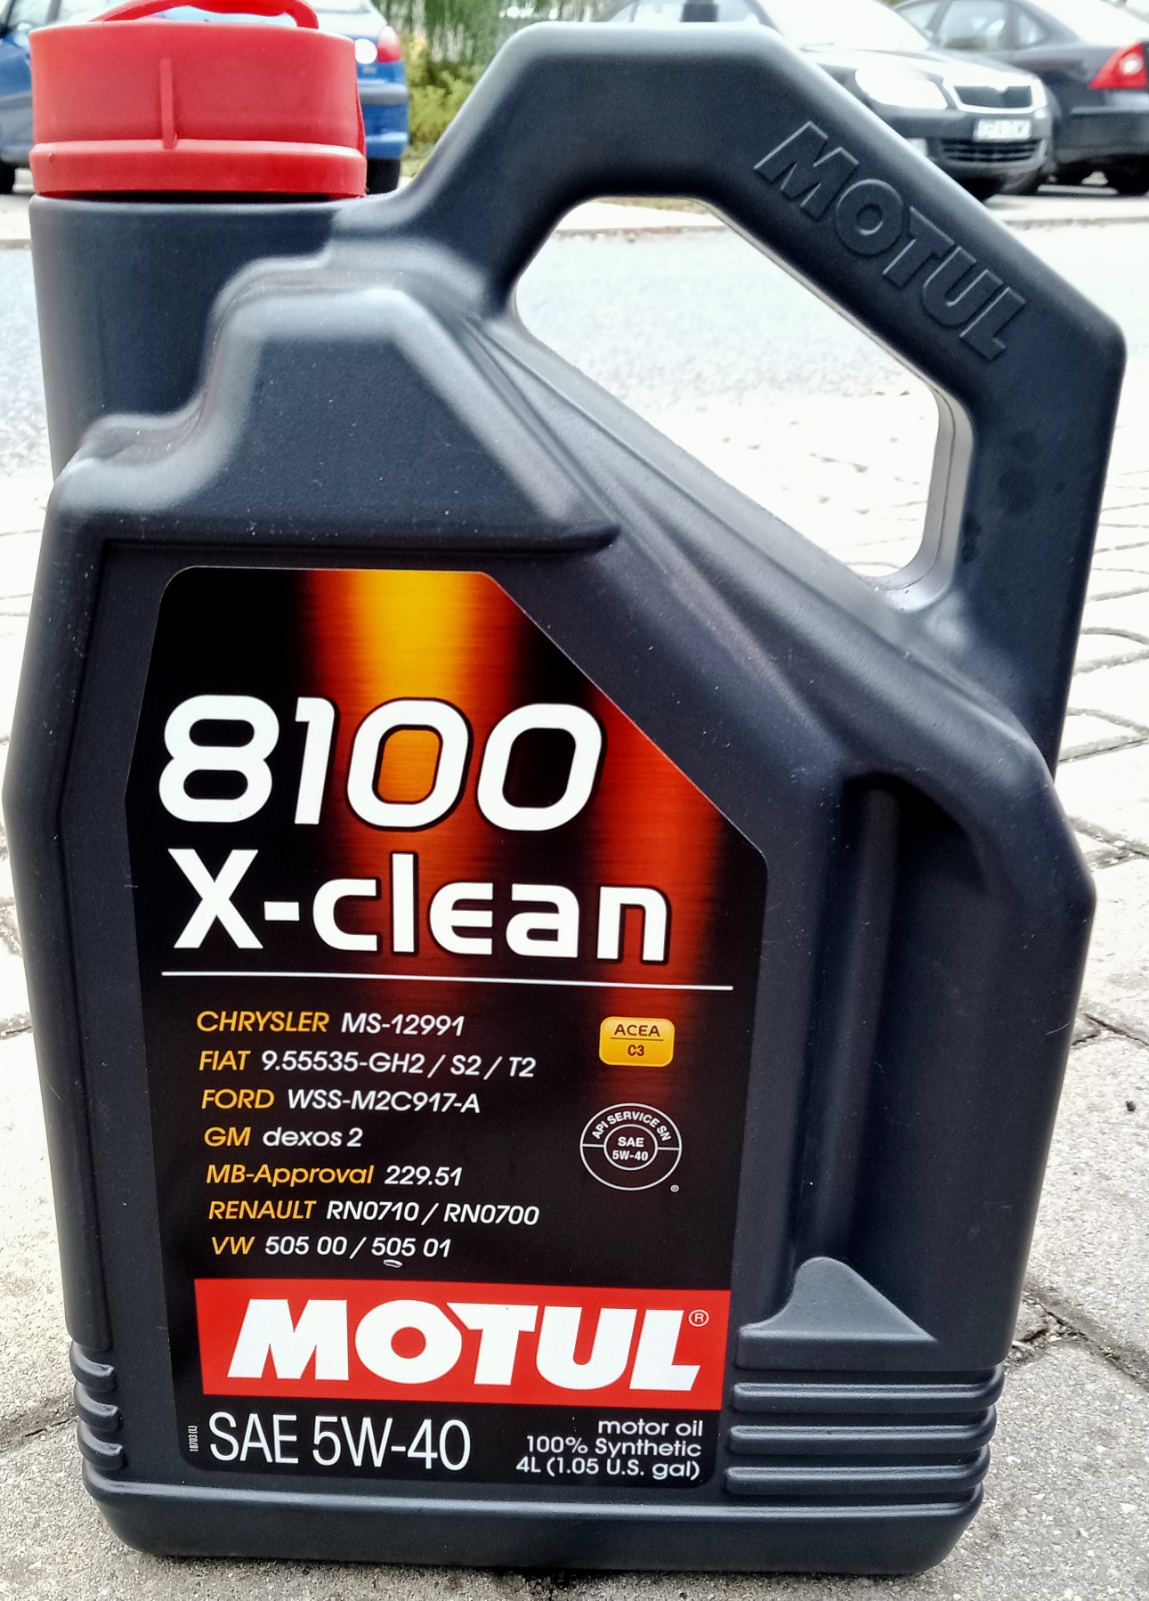 MOTUL
8100
X-clean
CHRYSLER MS-12991
FIAT 9.55535-GH2 / S2 / T2
FORD WSS-M2C917-A
GM dexos 2
MB-Approval 229.51
RENAULT RN0710 / RN0700
VW 505 00 / 505 01
ACEA
C3
API SERVICE SN
SAE
5W-40
®
MOTUL®
SAE 5W-40
motor oil
100% Synthetic
4L (1.05 U.S. gal)